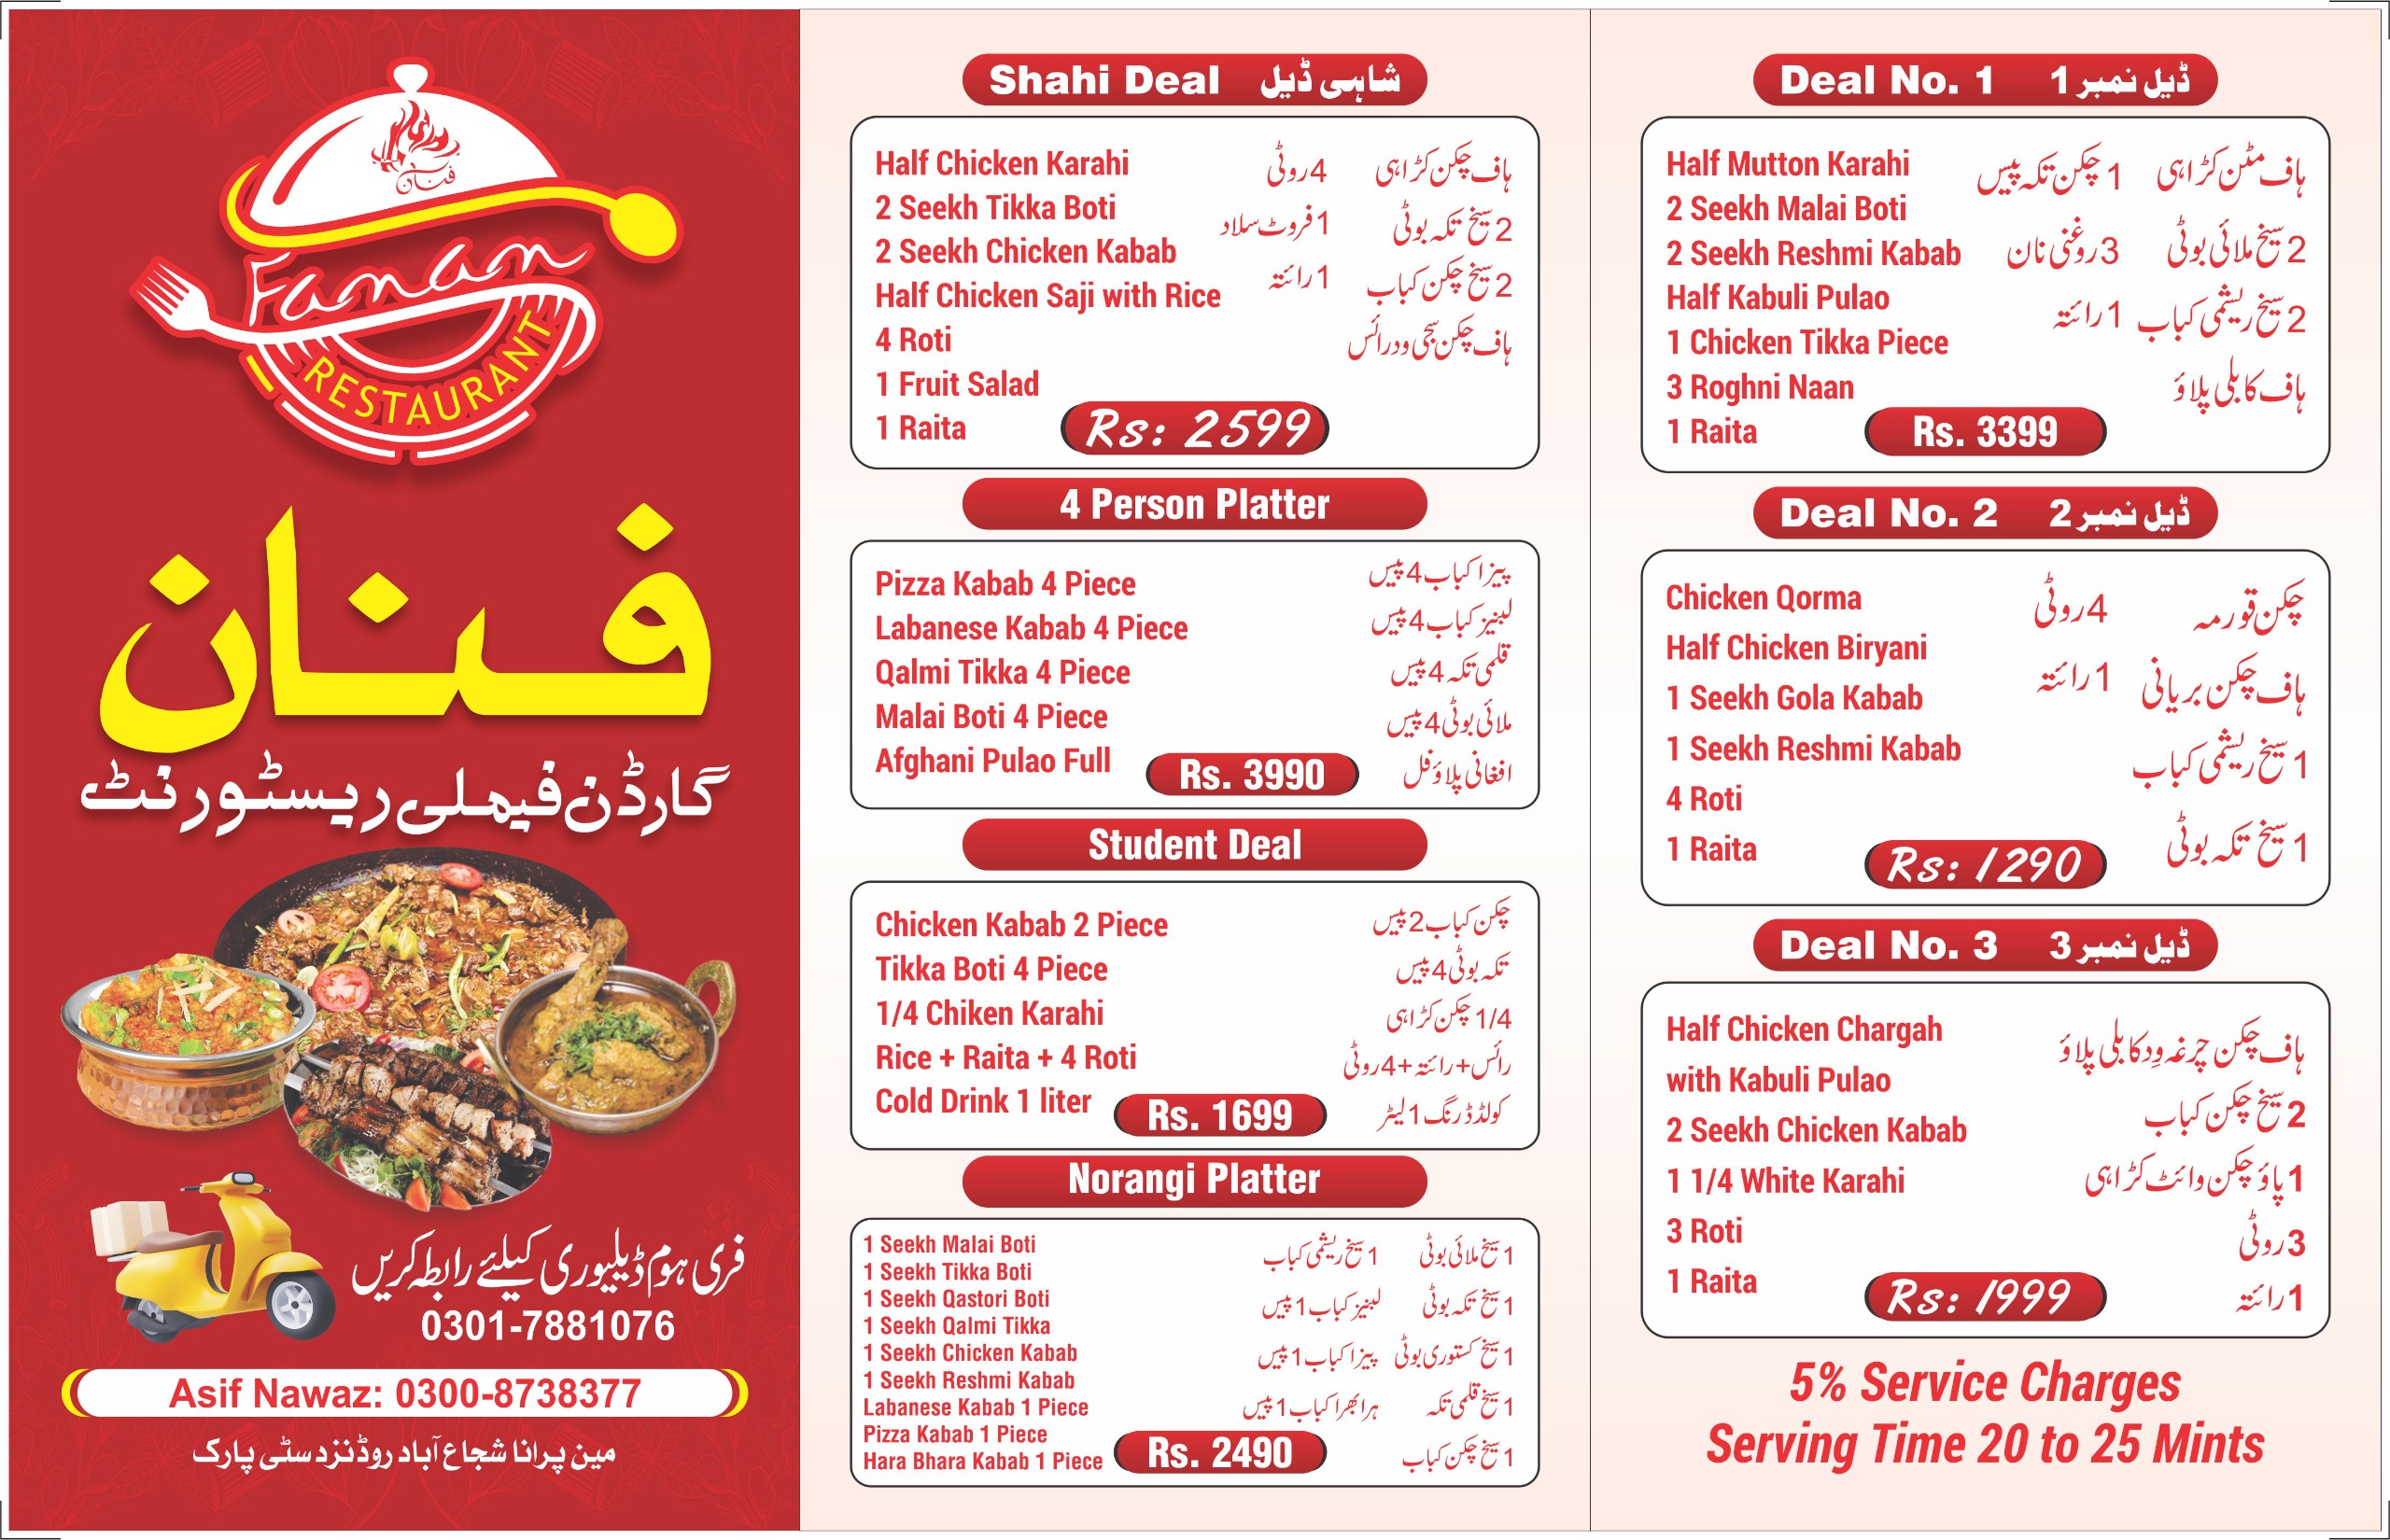 فنان
Fanan
RESTAURANT
فنان
گارڈن فیملی ریسٹورنٹ
فری ہوم ڈیلیوری کیلئے رابطہ کریں
0301-7881076
Asif Nawaz: 0300-8738377
مین پرانا شجاع آباد روڈ نزد سٹی پارک
Shahi Deal شاہی ڈیل
Half Chicken Karahi
2 Seekh Tikka Boti
2 Seekh Chicken Kabab
Half Chicken Saji with Rice
4 Roti
1 Fruit Salad
1 Raita
ہاف چکن کڑاہی
2 سیخ تکہ بوٹی
2 سیخ چکن کباب
ہاف چکن سجی ود رائس
4 روٹی
1 فروٹ سلاد
1 رائتہ
Rs: 2599
4 Person Platter
Pizza Kabab 4 Piece
Labanese Kabab 4 Piece
Qalmi Tikka 4 Piece
Malai Boti 4 Piece
Afghani Pulao Full
پیزا کباب 4 پیس
لبنیز کباب 4 پیس
قلمی تکہ 4 پیس
ملائی بوٹی 4 پیس
افغانی پلاؤ فل
Rs. 3990
Student Deal
Chicken Kabab 2 Piece
Tikka Boti 4 Piece
1/4 Chiken Karahi
Rice + Raita + 4 Roti
Cold Drink 1 liter
چکن کباب 2 پیس
تکہ بوٹی 4 پیس
1/4 چکن کڑاہی
رائس + رائتہ + 4 روٹی
کولڈ ڈرنگ 1 لیٹر
Rs. 1699
Norangi Platter
1 Seekh Malai Boti
1 Seekh Tikka Boti
1 Seekh Qastori Boti
1 Seekh Qalmi Tikka
1 Seekh Chicken Kabab
1 Seekh Reshmi Kabab
Labanese Kabab 1 Piece
Pizza Kabab 1 Piece
Hara Bhara Kabab 1 Piece
1 سیخ ملائی بوٹی
1 سیخ تکہ بوٹی
1 سیخ کستوری بوٹی
1 سیخ قلمی تکہ
1 سیخ چکن کباب
1 سیخ ریشمی کباب
لبنیز کباب 1 پیس
پیزا کباب 1 پیس
ہرا بھرا کباب 1 پیس
Rs. 2490
Deal No. 1 ڈیل نمبر 1
Half Mutton Karahi
2 Seekh Malai Boti
2 Seekh Reshmi Kabab
Half Kabuli Pulao
1 Chicken Tikka Piece
3 Roghni Naan
1 Raita
ہاف مٹن کڑاہی
2 سیخ ملائی بوٹی
2 سیخ ریشمی کباب
ہاف کابلی پلاؤ
1 چکن تکہ پیس
3 روغنی نان
1 رائتہ
Rs. 3399
Deal No. 2 ڈیل نمبر 2
Chicken Qorma
Half Chicken Biryani
1 Seekh Gola Kabab
1 Seekh Reshmi Kabab
4 Roti
1 Raita
چکن قورمہ
ہاف چکن بریانی
1 سیخ ریشمی کباب
1 سیخ تکہ بوٹی
4 روٹی
1 رائتہ
Rs: 1290
Deal No. 3 ڈیل نمبر 3
Half Chicken Chargah
with Kabuli Pulao
2 Seekh Chicken Kabab
1 1/4 White Karahi
3 Roti
1 Raita
ہاف چکن چرغہ وِد کابلی پلاؤ
2 سیخ چکن کباب
1 پاؤ چکن وائٹ کڑاہی
3 روٹی
1 رائتہ
Rs: 1999
5% Service Charges
Serving Time 20 to 25 Mints